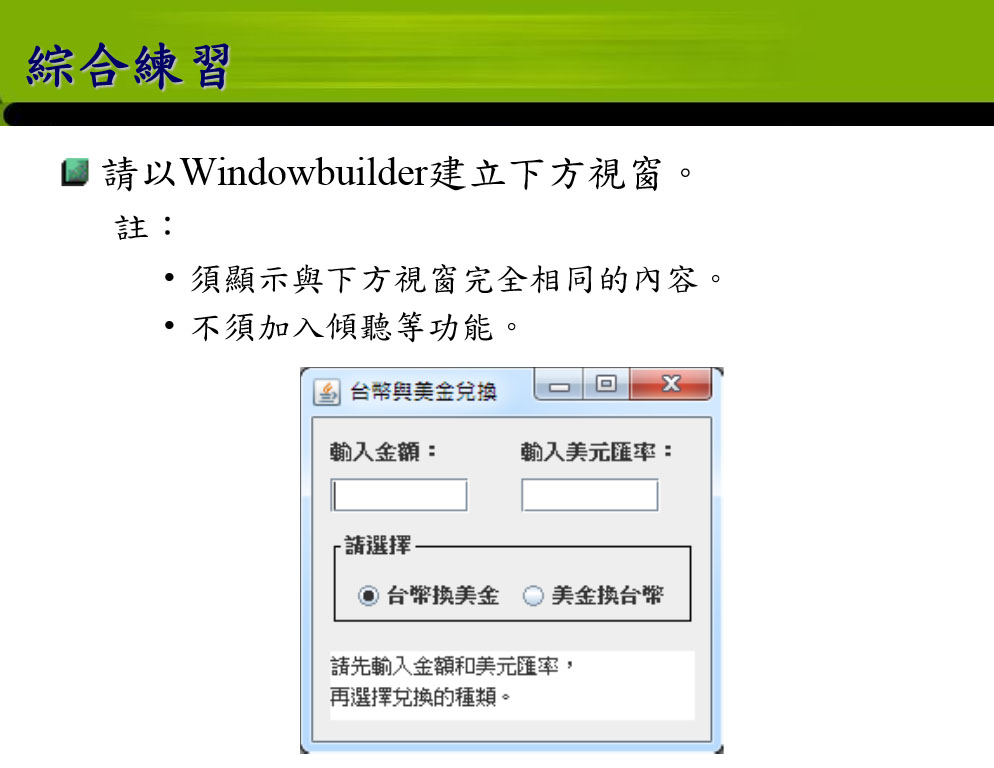 綜合練習
請以Windowbuilder建立下方視窗。
註：
• 須顯示與下方視窗完全相同的內容。
• 不須加入傾聽等功能。
台幣與美金兌換
輸入金額：
輸入美元匯率：
請選擇
台幣換美金
美金換台幣
請先輸入金額和美元匯率，
再選擇兌換的種類。